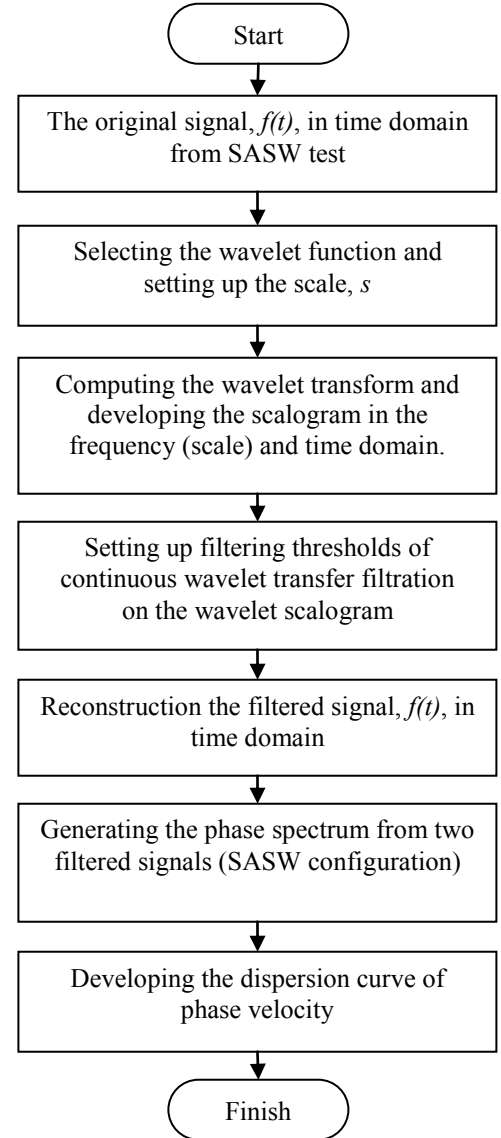 Start
The original signal, f(t), in time domain
from SASW test
Selecting the wavelet function and
setting up the scale, s
Computing the wavelet transform and
developing the scalogram in the
frequency (scale) and time domain.
Setting up filtering thresholds of
continuous wavelet transfer filtration
on the wavelet scalogram
Reconstruction the filtered signal, f(t), in
time domain
Generating the phase spectrum from two
filtered signals (SASW configuration)
Developing the dispersion curve of
phase velocity
Finish